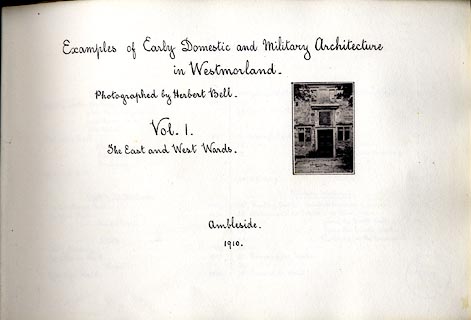 Examples of Early Domestic and Military Architecture
in Westmorland.
Photographed by Herbert Bell.
Vol. I.
The East and West Wards.
Ambleside.
1910.